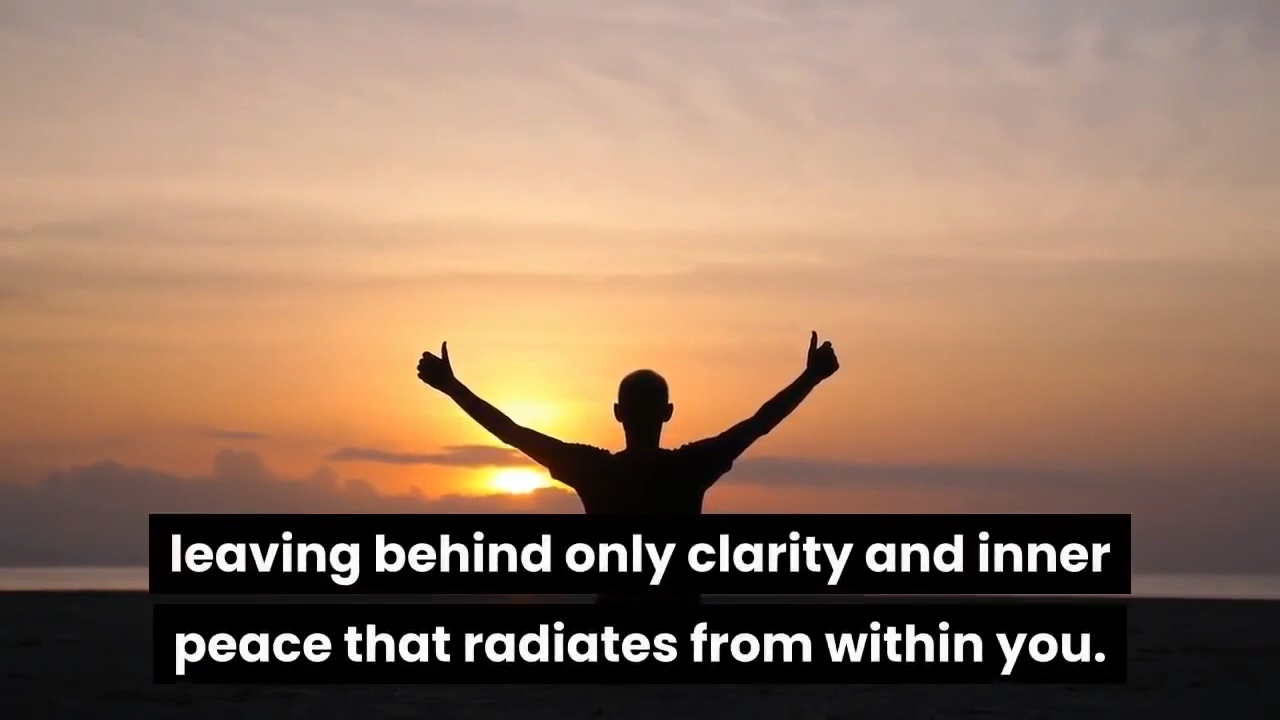 leaving behind only clarity and inner
peace that radiates from within you.